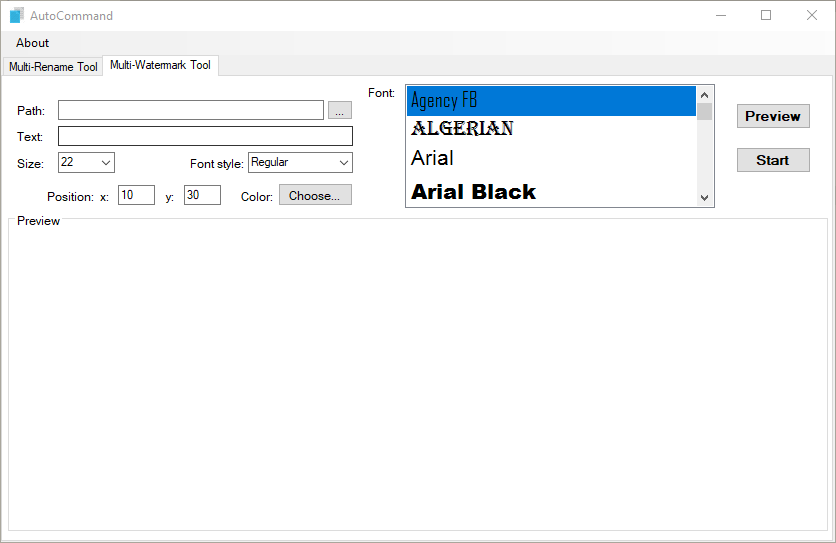 AutoCommand
About
Multi-Rename Tool Multi-Watermark Tool
Path: ...
Text:
Size: 22 Font style: Regular
Position: x: 10 y: 30 Color: Choose...
Font:
Agency FB
ALGERIAN
Arial
Arial Black
Preview
Start
Preview